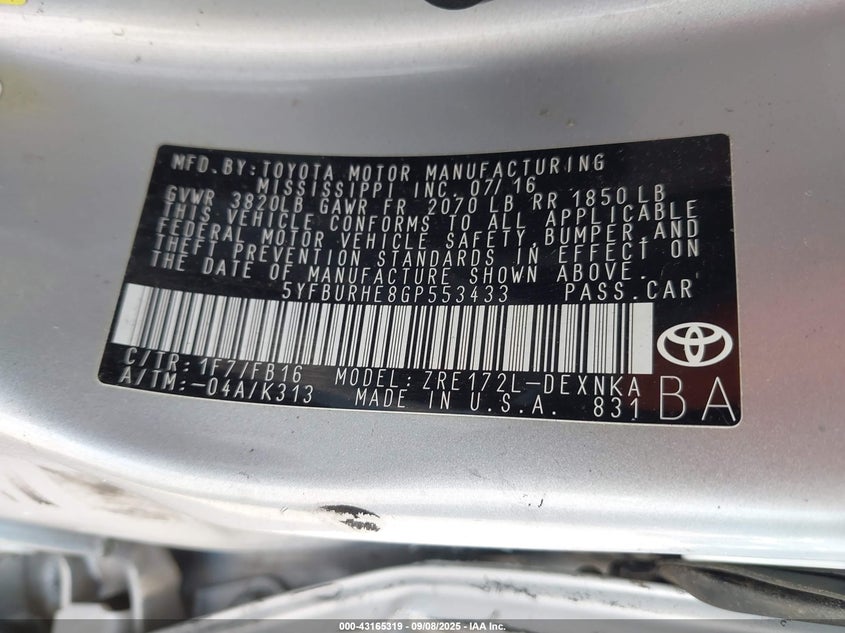 MFD. BY: TOYOTA MOTOR MANUFACTURING
MISSISSIPPI INC. 07/16
GVWR 3820LB GAWR FR 2070 LB RR 1850 LB
THIS VEHICLE CONFORMS TO ALL APPLICABLE
FEDERAL MOTOR VEHICLE SAFETY, BUMPER, AND
THEFT PREVENTION STANDARDS IN EFFECT ON
THE DATE OF MANUFACTURE SHOWN ABOVE.
5YFBURHE8GP553433 PASS. CAR
C/TR: 1F7/FB16 MODEL: ZRE172L-DEXNKA
A/TM: -04A/K313 MADE IN U.S.A. 831
BA
000-43165319 - 09/08/2025 - IAA Inc.